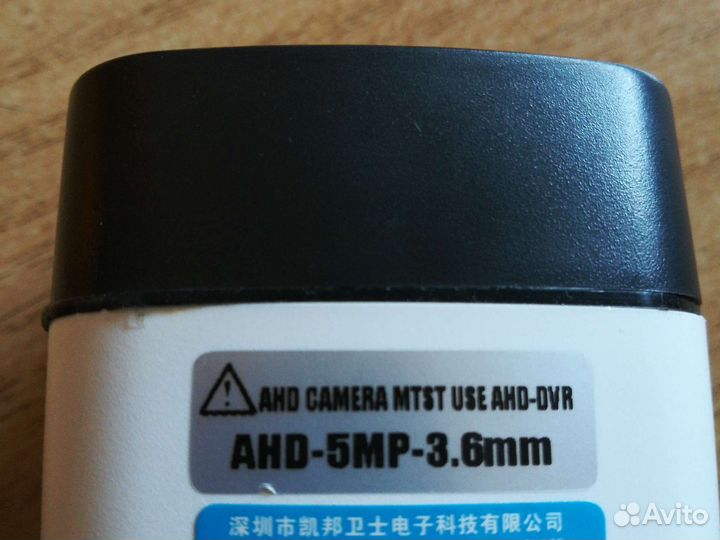 AHD CAMERA MTST USE AHD-DVR
AHD-5MP-3.6mm
深圳市凯邦卫士电子科技有限公司
Avito